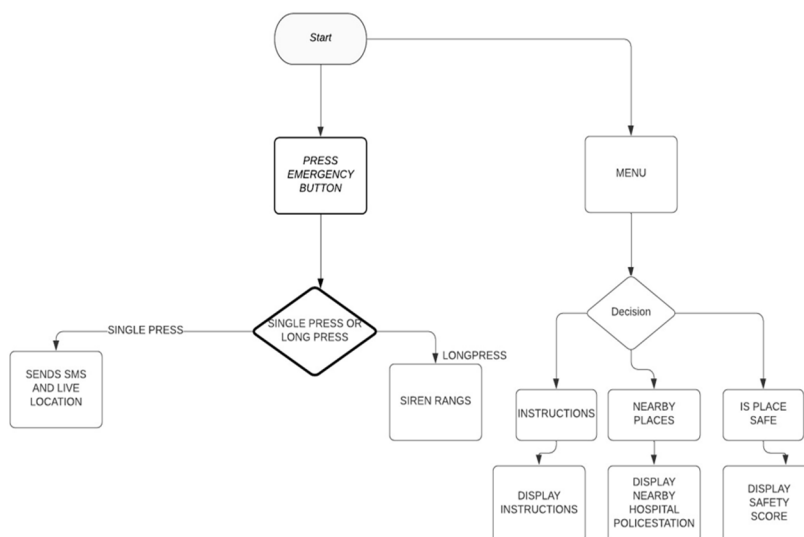 Start
PRESS
EMERGENCY
BUTTON
MENU
SINGLE PRESS OR
LONG PRESS
Decision
SINGLE PRESS
LONGPRESS
SENDS SMS
AND LIVE
LOCATION
SIREN RANGS
INSTRUCTIONS
NEARBY
PLACES
IS PLACE
SAFE
DISPLAY
INSTRUCTIONS
DISPLAY
NEARBY
HOSPITAL
POLICESTATION
DISPLAY
SAFETY
SCORE